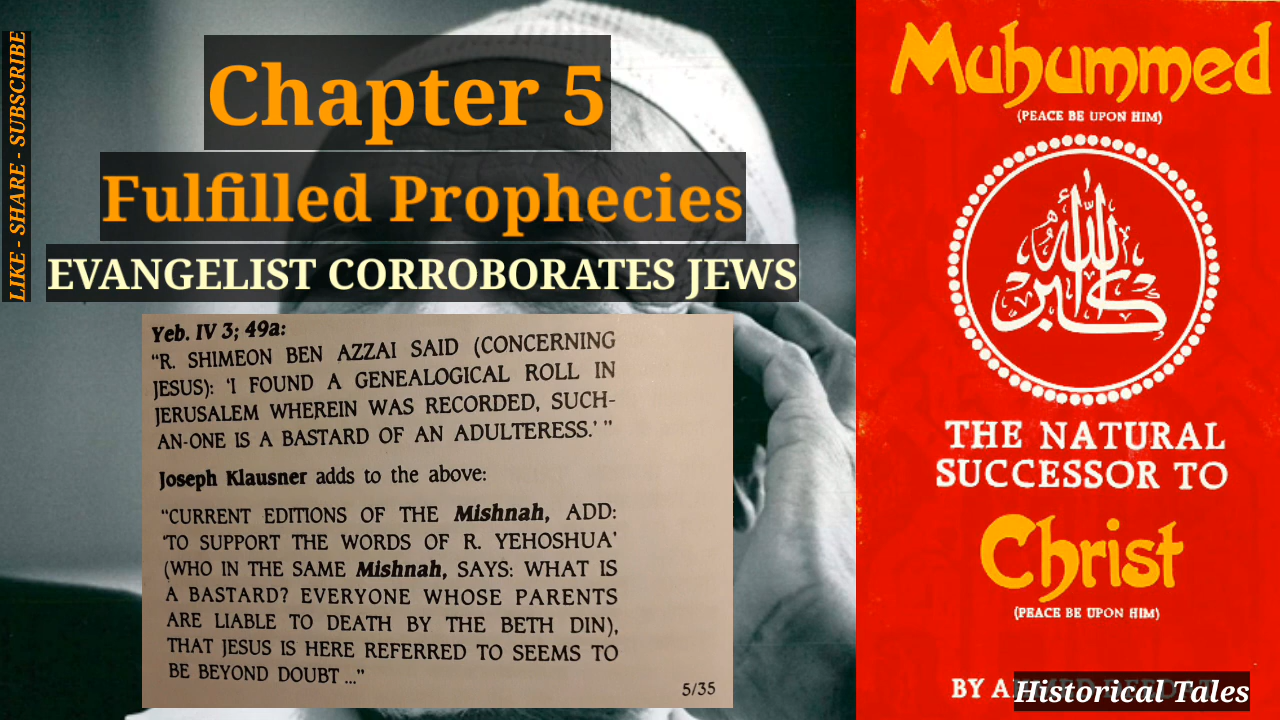 LIKE - SHARE - SUBSCRIBE
Chapter 5
Fulfilled Prophecies
EVANGELIST CORROBORATES JEWS
Yeb. IV 3; 49a:
“R. SHIMEON BEN AZZAI SAID (CONCERNING
JESUS): ‘I FOUND A GENEALOGICAL ROLL IN
JERUSALEM WHEREIN WAS RECORDED, SUCH-
AN-ONE IS A BASTARD OF AN ADULTERESS.’ ”
Joseph Klausner adds to the above:
“CURRENT EDITIONS OF THE Mishnah, ADD:
‘TO SUPPORT THE WORDS OF R. YEHOSHUA’
(WHO IN THE SAME Mishnah, SAYS: WHAT IS
A BASTARD? EVERYONE WHOSE PARENTS
ARE LIABLE TO DEATH BY THE BETH DIN),
THAT JESUS IS HERE REFERRED TO SEEMS TO
BE BEYOND DOUBT ...”
5/35
Muhummed
(PEACE BE UPON HIM)
الله اكبر
THE NATURAL
SUCCESSOR TO
Christ
(PEACE BE UPON HIM)
BY
Historical Tales